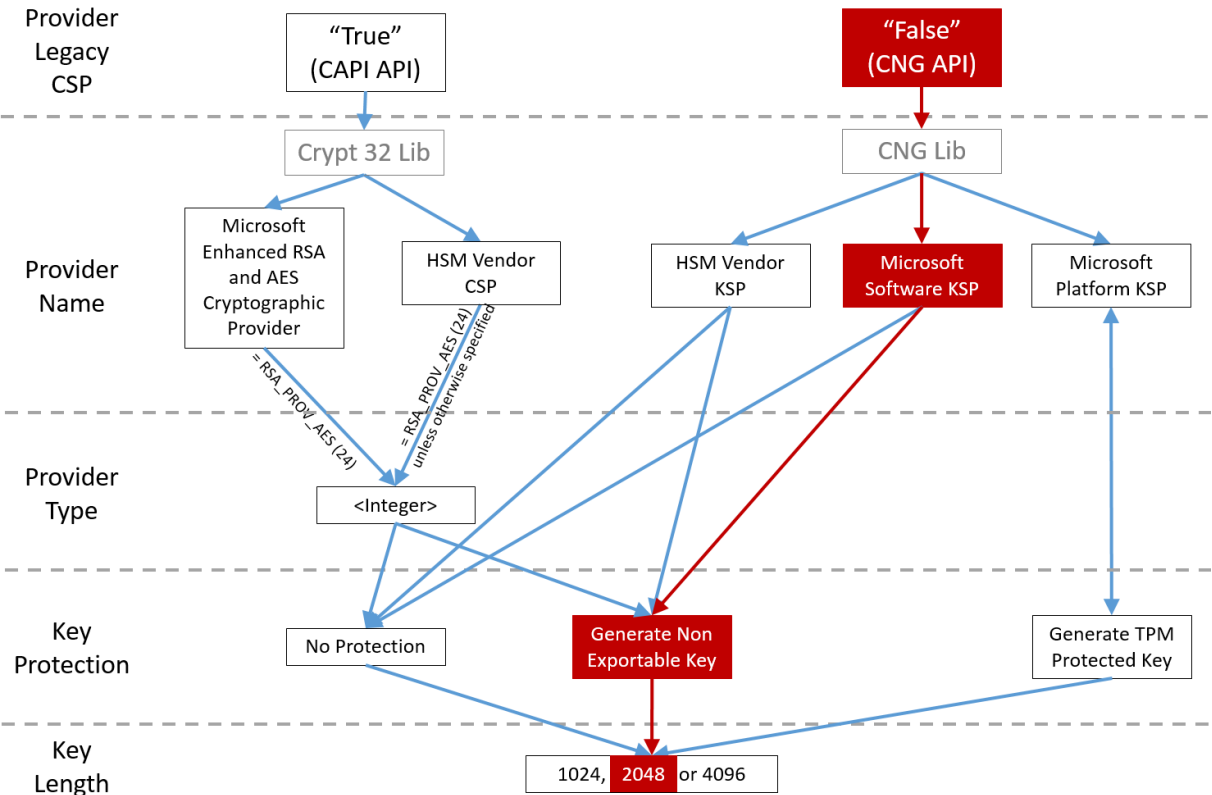 Provider
Legacy
CSP
“True”
(CAPI API)
“False”
(CNG API)
Crypt 32 Lib
CNG Lib
Provider
Name
Microsoft
Enhanced RSA
and AES
Cryptographic
Provider
HSM Vendor
CSP
HSM Vendor
KSP
Microsoft
Software KSP
Microsoft
Platform KSP
= RSA_PROV_AES (24)
= RSA_PROV_AES (24)
unless otherwise specified
Provider
Type
<Integer>
Key
Protection
No Protection
Generate Non
Exportable Key
Generate TPM
Protected Key
Key
Length
1024, 2048 or 4096